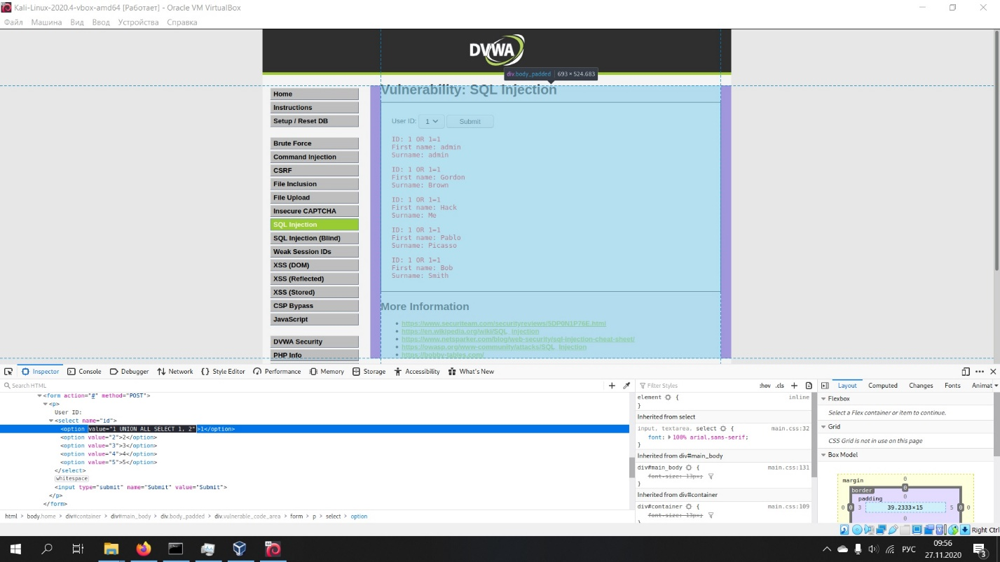 Kali-Linux-2020.4-vbox-amd64 [Работает] - Oracle VM VirtualBox
Файл Машина Вид Ввод Устройства Справка
DVWA
div.body_padded 693 × 524.683
Home
Instructions
Setup / Reset DB
Brute Force
Command Injection
CSRF
File Inclusion
File Upload
Insecure CAPTCHA
SQL Injection
SQL Injection (Blind)
Weak Session IDs
XSS (DOM)
XSS (Reflected)
XSS (Stored)
CSP Bypass
JavaScript
DVWA Security
PHP Info
Vulnerability: SQL Injection
User ID: 1 Submit
ID: 1 OR 1=1
First name: admin
Surname: admin
ID: 1 OR 1=1
First name: Gordon
Surname: Brown
ID: 1 OR 1=1
First name: Hack
Surname: Me
ID: 1 OR 1=1
First name: Pablo
Surname: Picasso
ID: 1 OR 1=1
First name: Bob
Surname: Smith
More Information
https://www.securiteam.com/securityreviews/5DP0N1P76E.html
https://en.wikipedia.org/wiki/SQL_injection
https://www.netsparker.com/blog/web-security/sql-injection-cheat-sheet/
https://owasp.org/www-community/attacks/SQL_Injection
https://bobby-tables.com/
Inspector Console Debugger Network Style Editor Performance Memory Storage Accessibility What's New
Search HTML
<form action="#" method="POST">
<p>
User ID:
<select name="id">
<option value="1 UNION ALL SELECT 1, 2">1</option>
<option value="2">2</option>
<option value="3">3</option>
<option value="4">4</option>
<option value="5">5</option>
</select>
whitespace
<input type="submit" name="Submit" value="Submit">
</p>
</form>
html > body.home > div#container > div#main_body > div.body_padded > div.vulnerable_code_area > form > p > select > option
Filter Styles :hov .cls
element { inline
}
Inherited from select
input, textarea, select { main.css:32
font: 100% arial,sans-serif;
}
Inherited from div#main_body
div#main_body { main.css:131
font-size: 13px;
}
Inherited from div#container
div#container { main.css:109
font-size: 13px;
Layout Computed Changes Fonts Animat
Flexbox
Select a Flex container or item to continue.
Grid
CSS Grid is not in use on this page
Box Model
margin 0
border 0
padding 0
0 0 3 39.2333×15 5 0 0
0
Right Ctrl
РУС
09:56
27.11.2020
3